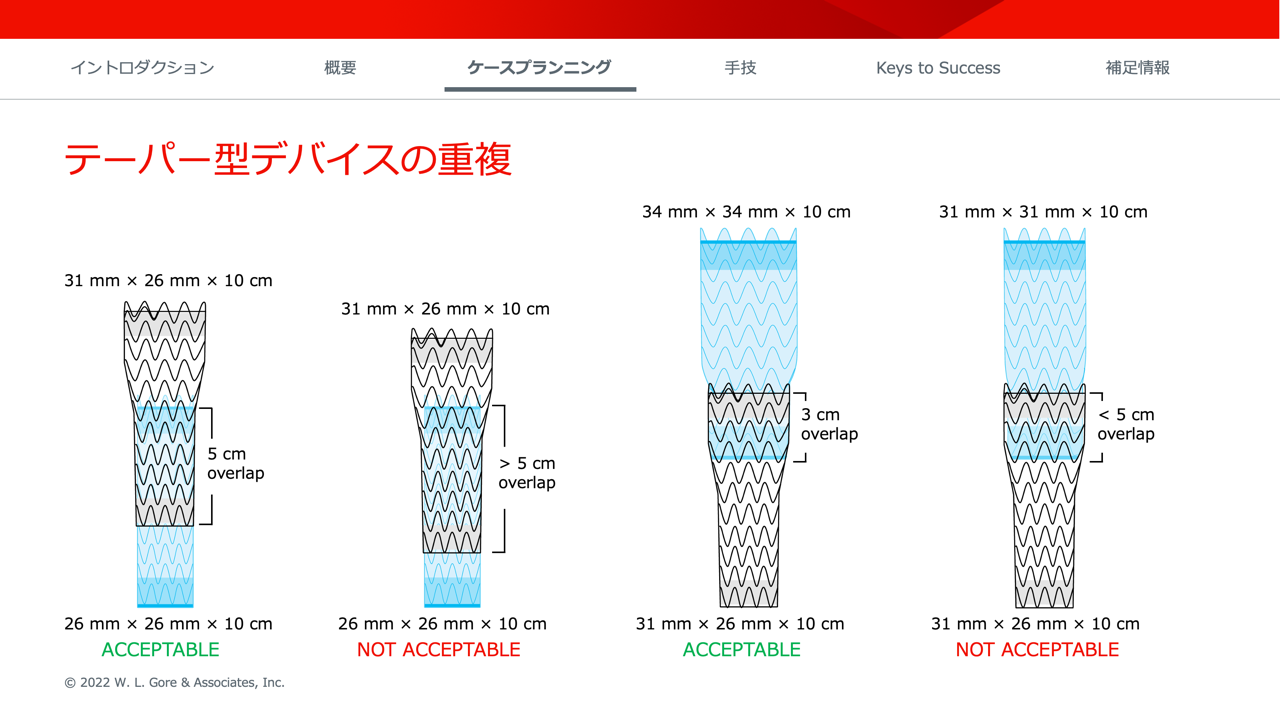 イントロダクション
概要
ケースプランニング
手技
Keys to Success
補足情報
テーパー型デバイスの重複
31 mm × 26 mm × 10 cm
5 cm
overlap
26 mm × 26 mm × 10 cm
ACCEPTABLE
31 mm × 26 mm × 10 cm
> 5 cm
overlap
26 mm × 26 mm × 10 cm
NOT ACCEPTABLE
34 mm × 34 mm × 10 cm
3 cm
overlap
31 mm × 26 mm × 10 cm
ACCEPTABLE
31 mm × 31 mm × 10 cm
< 5 cm
overlap
31 mm × 26 mm × 10 cm
NOT ACCEPTABLE
© 2022 W. L. Gore & Associates, Inc.